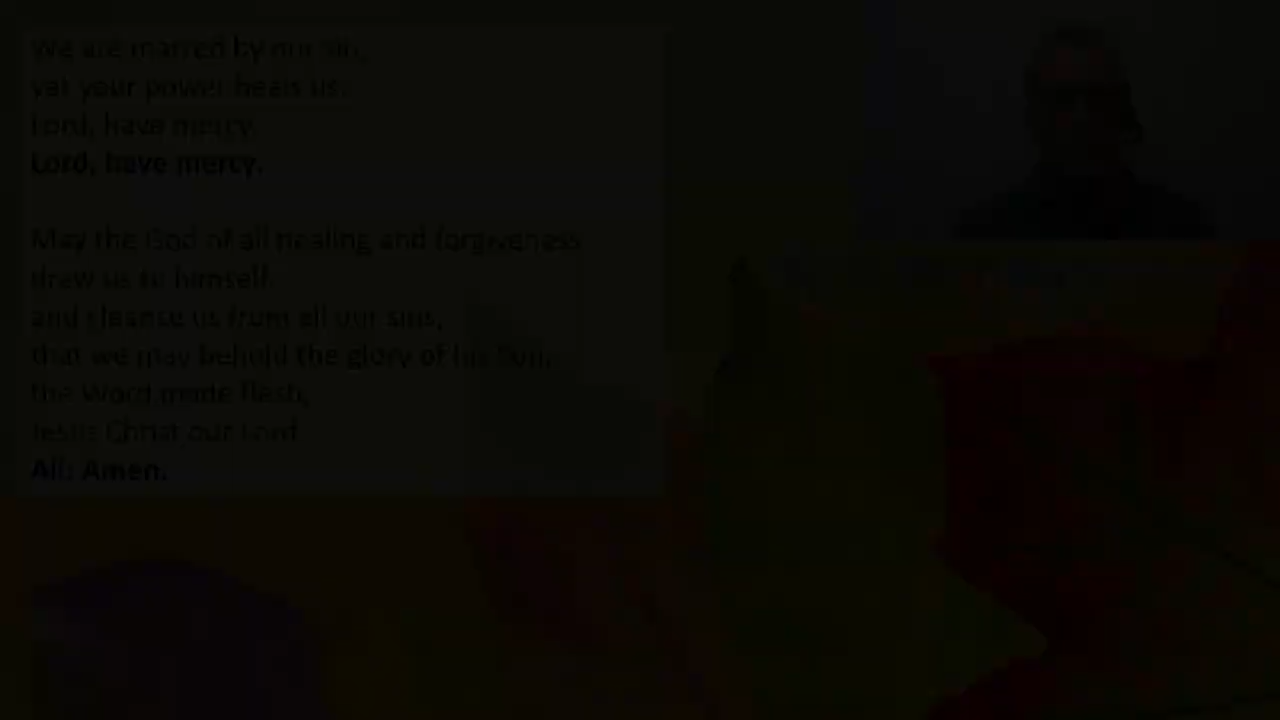 We are marred by our sin,
yet your power heals us:
Lord, have mercy.
Lord, have mercy.
May the God of all healing and forgiveness
draw us to himself,
and cleanse us from all our sins,
that we may behold the glory of his Son,
the Word made flesh,
Jesus Christ our Lord.
All: Amen.